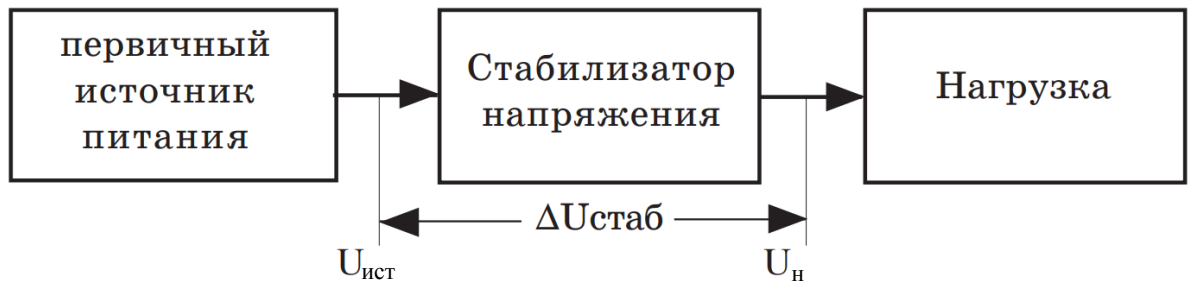 первичный
источник
питания
Стабилизатор
напряжения
Нагрузка
ΔUстаб
Uист
Uн